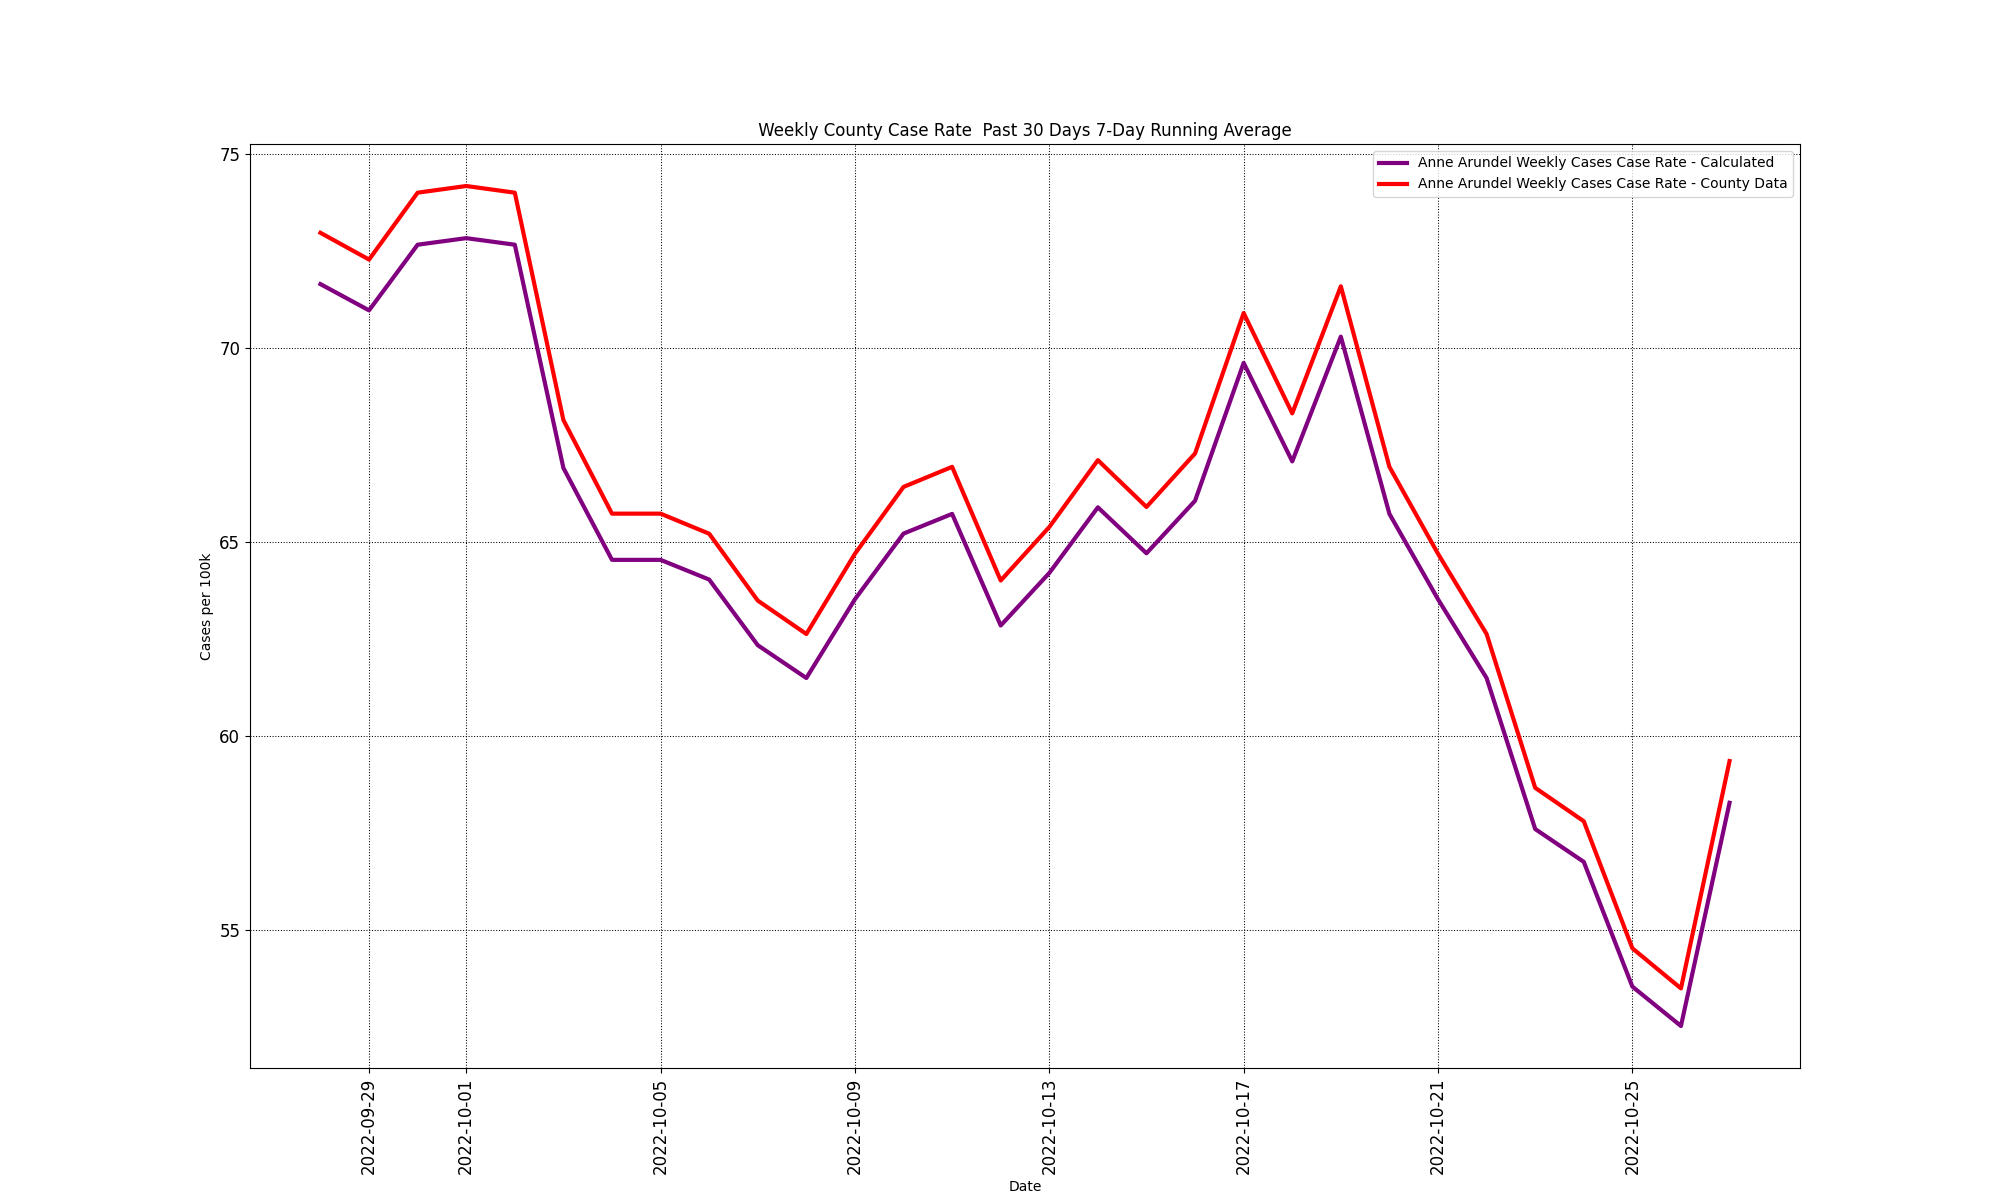 Weekly County Case Rate  Past 30 Days 7-Day Running Average
Anne Arundel Weekly Cases Case Rate - Calculated
Anne Arundel Weekly Cases Case Rate - County Data
Cases per 100k
75
70
65
60
55
2022-09-29
2022-10-01
2022-10-05
2022-10-09
2022-10-13
2022-10-17
2022-10-21
2022-10-25
Date